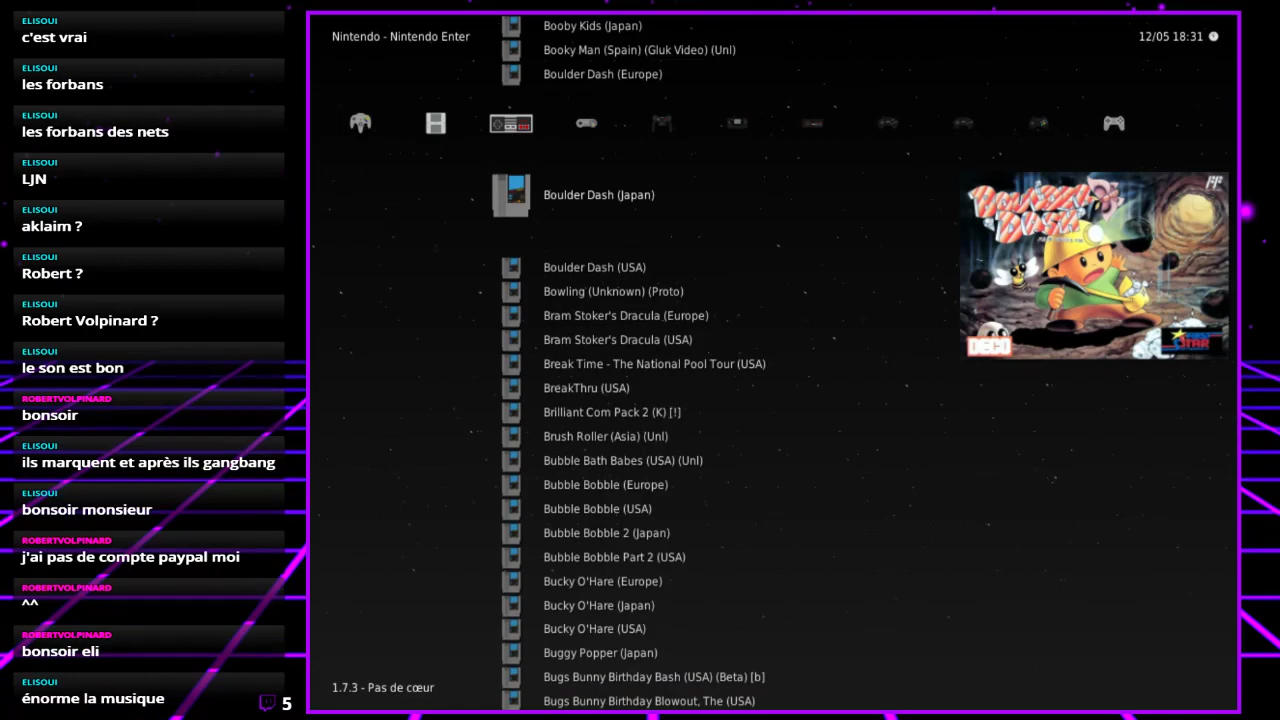 ELISOUI
c'est vrai
ELISOUI
les forbans
ELISOUI
les forbans des nets
ELISOUI
LJN
ELISOUI
aklaim ?
ELISOUI
Robert ?
ELISOUI
Robert Volpinard ?
ELISOUI
le son est bon
ROBERTVOLPINARD
bonsoir
ELISOUI
ils marquent et après ils gangbang
ELISOUI
bonsoir monsieur
ROBERTVOLPINARD
j'ai pas de compte paypal moi
ROBERTVOLPINARD
^^
ROBERTVOLPINARD
bonsoir eli
ELISOUI
énorme la musique
5
Nintendo - Nintendo Enter
12/05 18:31
Booby Kids (Japan)
Booky Man (Spain) (Gluk Video) (Unl)
Boulder Dash (Europe)
Boulder Dash (Japan)
Boulder Dash (USA)
Bowling (Unknown) (Proto)
Bram Stoker's Dracula (Europe)
Bram Stoker's Dracula (USA)
Break Time - The National Pool Tour (USA)
BreakThru (USA)
Brilliant Com Pack 2 (K) [!]
Brush Roller (Asia) (Unl)
Bubble Bath Babes (USA) (Unl)
Bubble Bobble (Europe)
Bubble Bobble (USA)
Bubble Bobble 2 (Japan)
Bubble Bobble Part 2 (USA)
Bucky O'Hare (Europe)
Bucky O'Hare (Japan)
Bucky O'Hare (USA)
Buggy Popper (Japan)
Bugs Bunny Birthday Bash (USA) (Beta) [b]
Bugs Bunny Birthday Blowout, The (USA)
1.7.3 - Pas de cœur
BOULDER
DASH
DECO
STAR